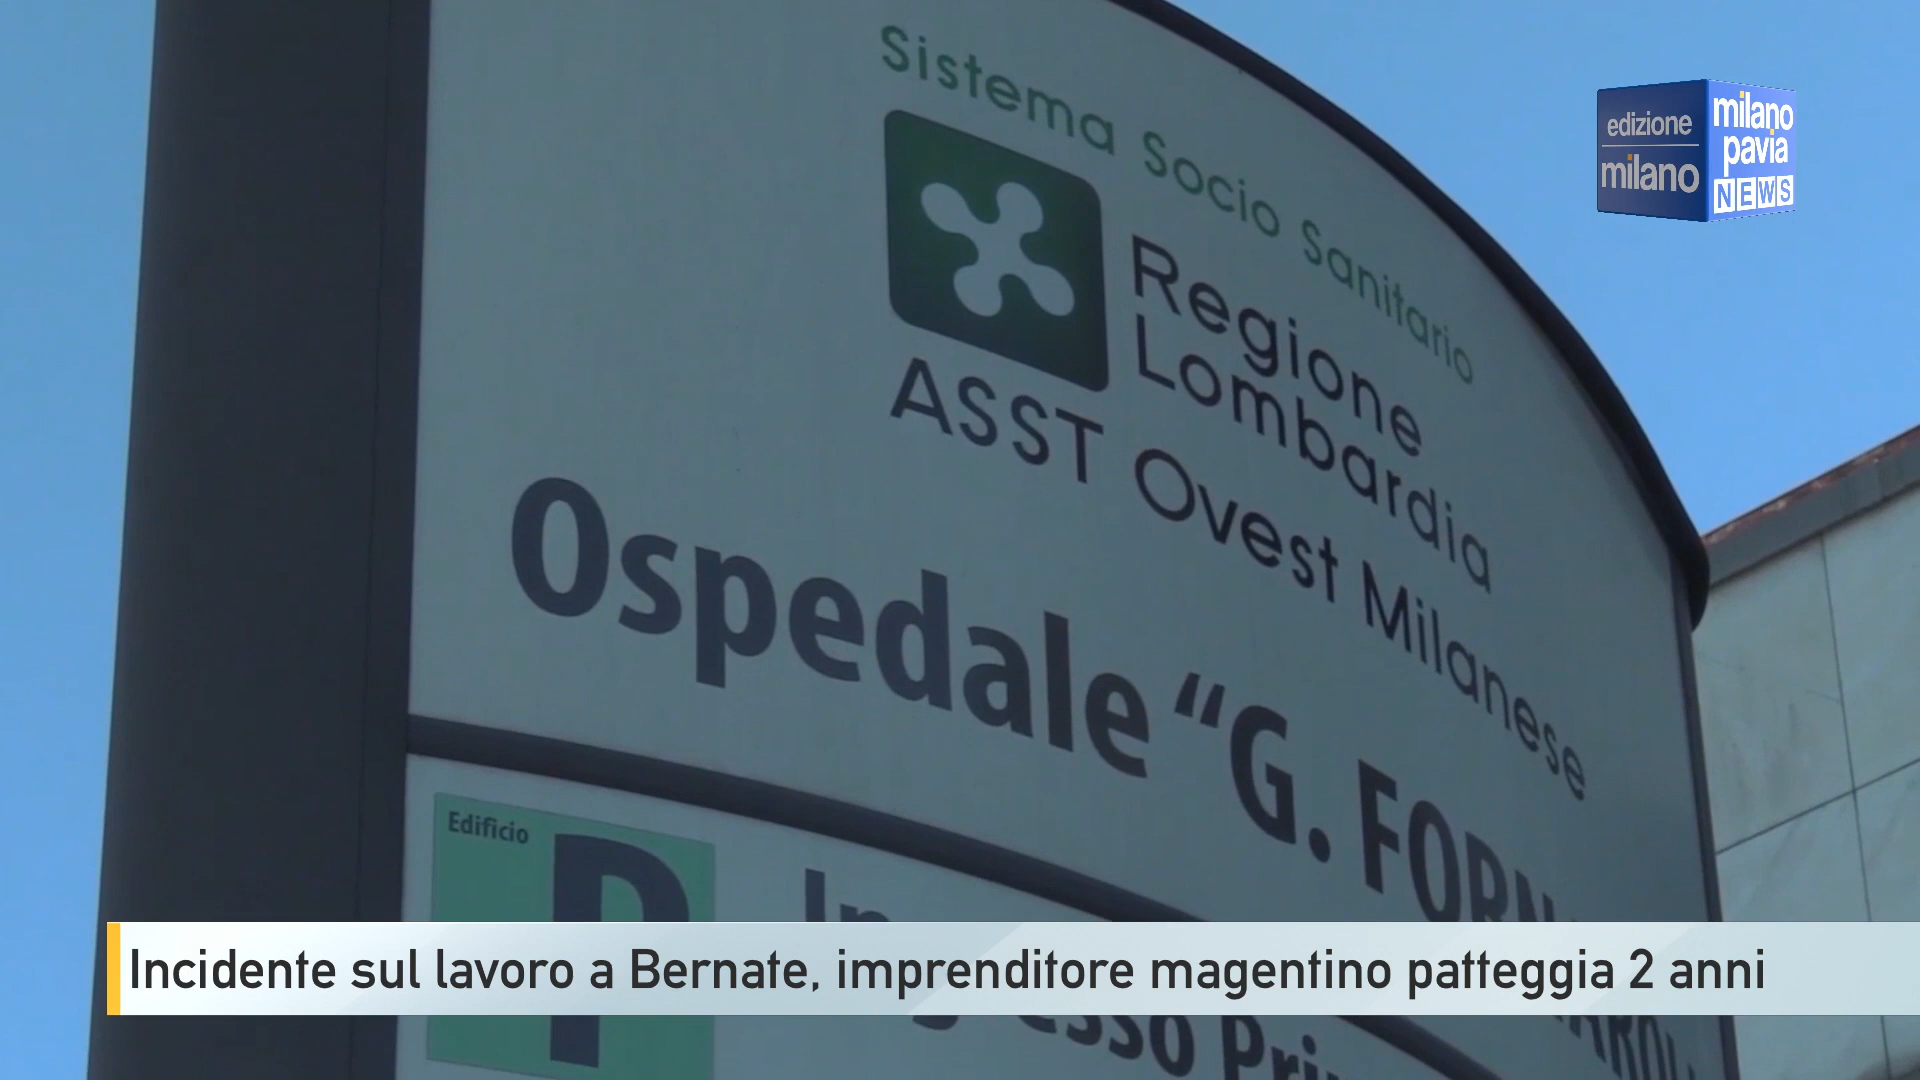 Sistema Socio Sanitario
Regione
Lombardia
ASST Ovest Milanese
Ospedale "G. FORN
Edificio
P
edizione
milano
milano
pavia
NEWS
Incidente sul lavoro a Bernate, imprenditore magentino patteggia 2 anni